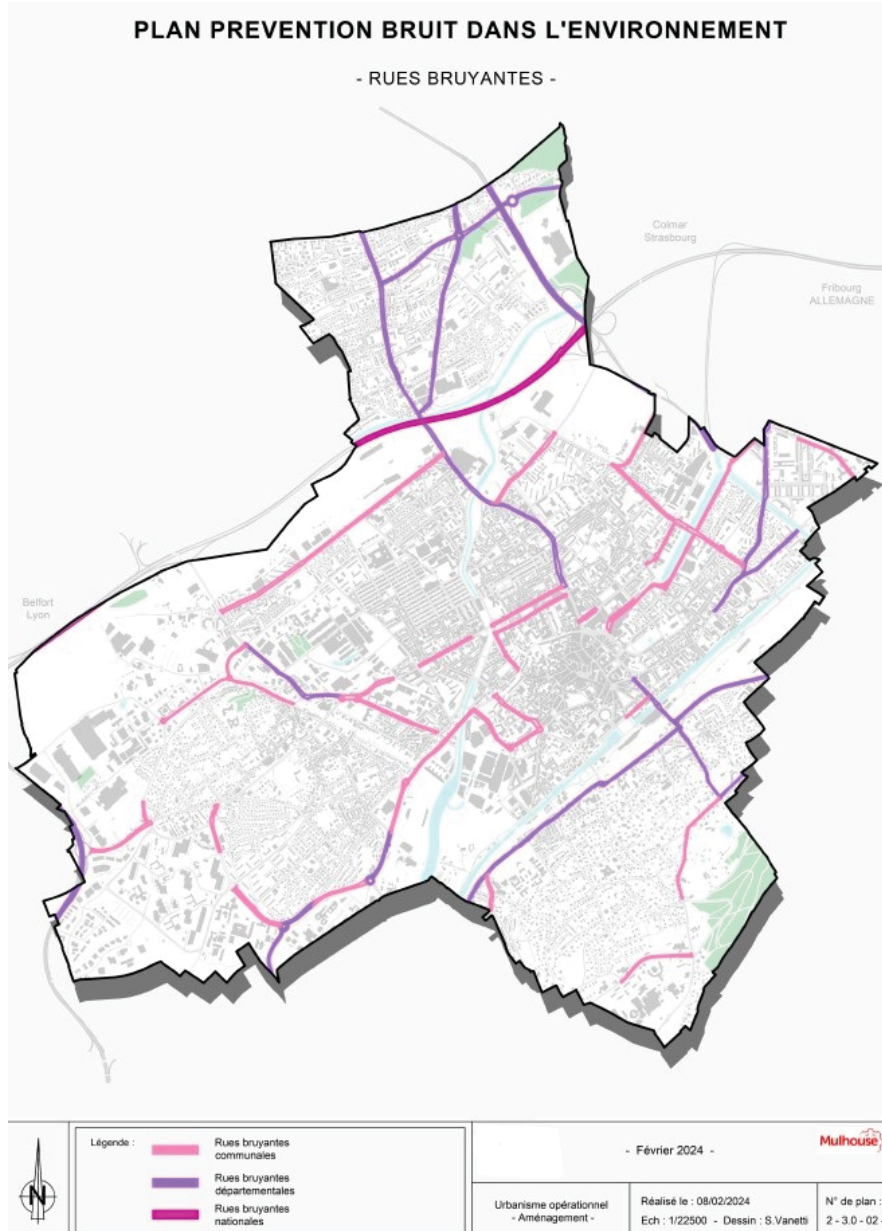 PLAN PREVENTION BRUIT DANS L'ENVIRONNEMENT
- RUES BRUYANTES -
Colmar
Strasbourg
Fribourg
ALLEMAGNE
Belfort
Lyon
N
Légende :
Rues bruyantes
communales
Rues bruyantes
départementales
Rues bruyantes
nationales
- Février 2024 -
Mulhouse
Urbanisme opérationnel
- Aménagement -
Réalisé le : 08/02/2024
Ech : 1/22500 - Dessin : S.Vanetti
N° de plan :
2 - 3.0 - 02